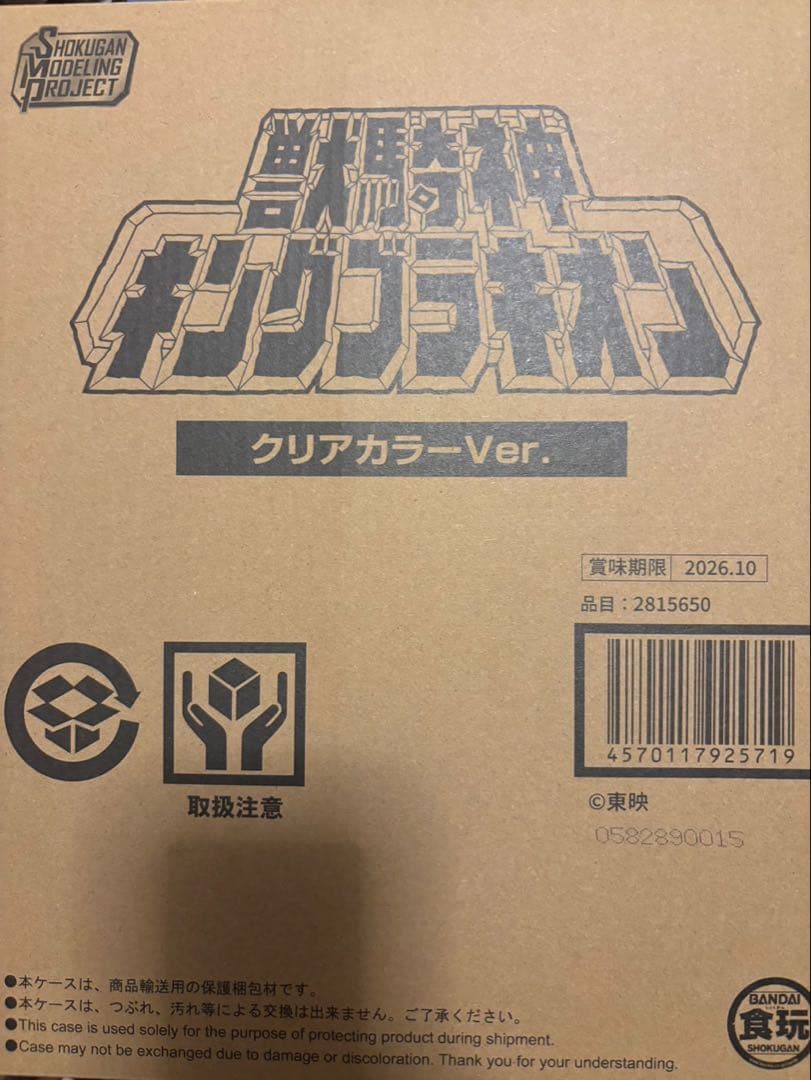 SHOKUGAN
MODELING
PROJECT
獣騎神
キングブラキオン
クリアカラーVer.
賞味期限 2026.10
品目：2815650
4570117925719
©東映
0582890015
取扱注意
●本ケースは、商品輸送用の保護梱包材です。
●本ケースは、つぶれ、汚れ等による交換は出来ません。ご了承ください。
●This case is used solely for the purpose of protecting product during shipment.
●Case may not be exchanged due to damage or discoloration. Thank you for your understanding.
BANDAI
食玩
SHOKUGAN